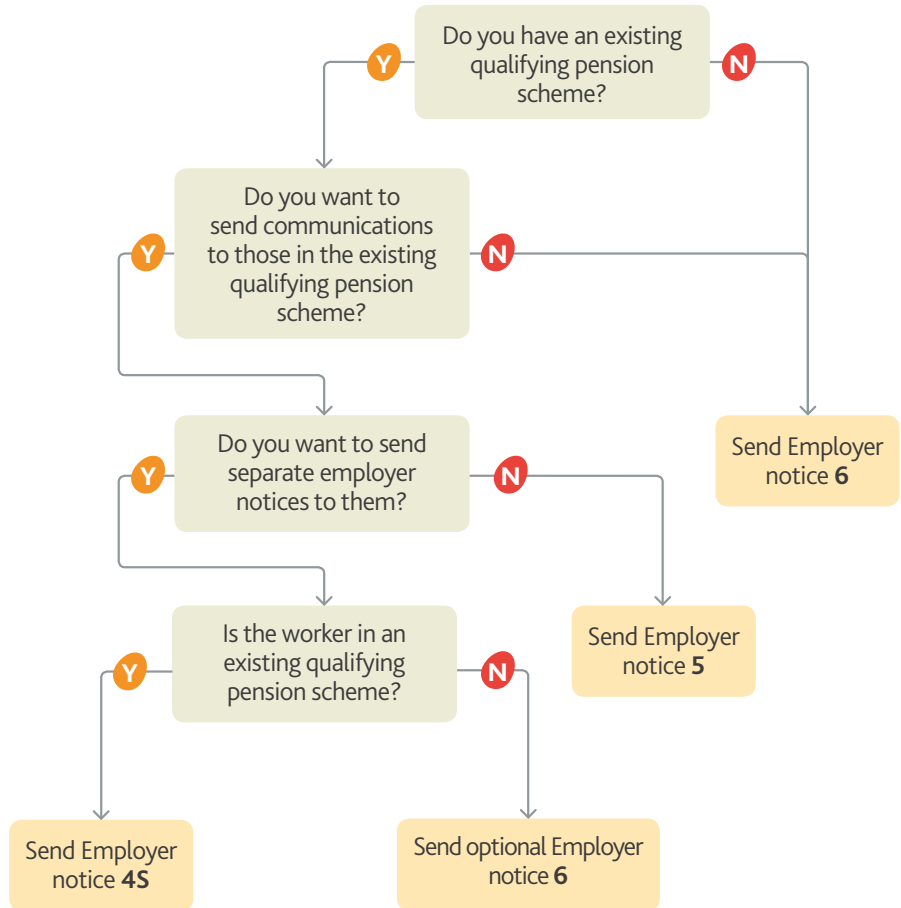 Do you have an existing
qualifying pension
scheme?
Y
N
Do you want to
send communications
to those in the existing
qualifying pension
scheme?
Y
N
Do you want to send
separate employer
notices to them?
Y
N
Send Employer
notice 6
Is the worker in an
existing qualifying
pension scheme?
Y
N
Send Employer
notice 5
Send Employer
notice 4S
Send optional Employer
notice 6